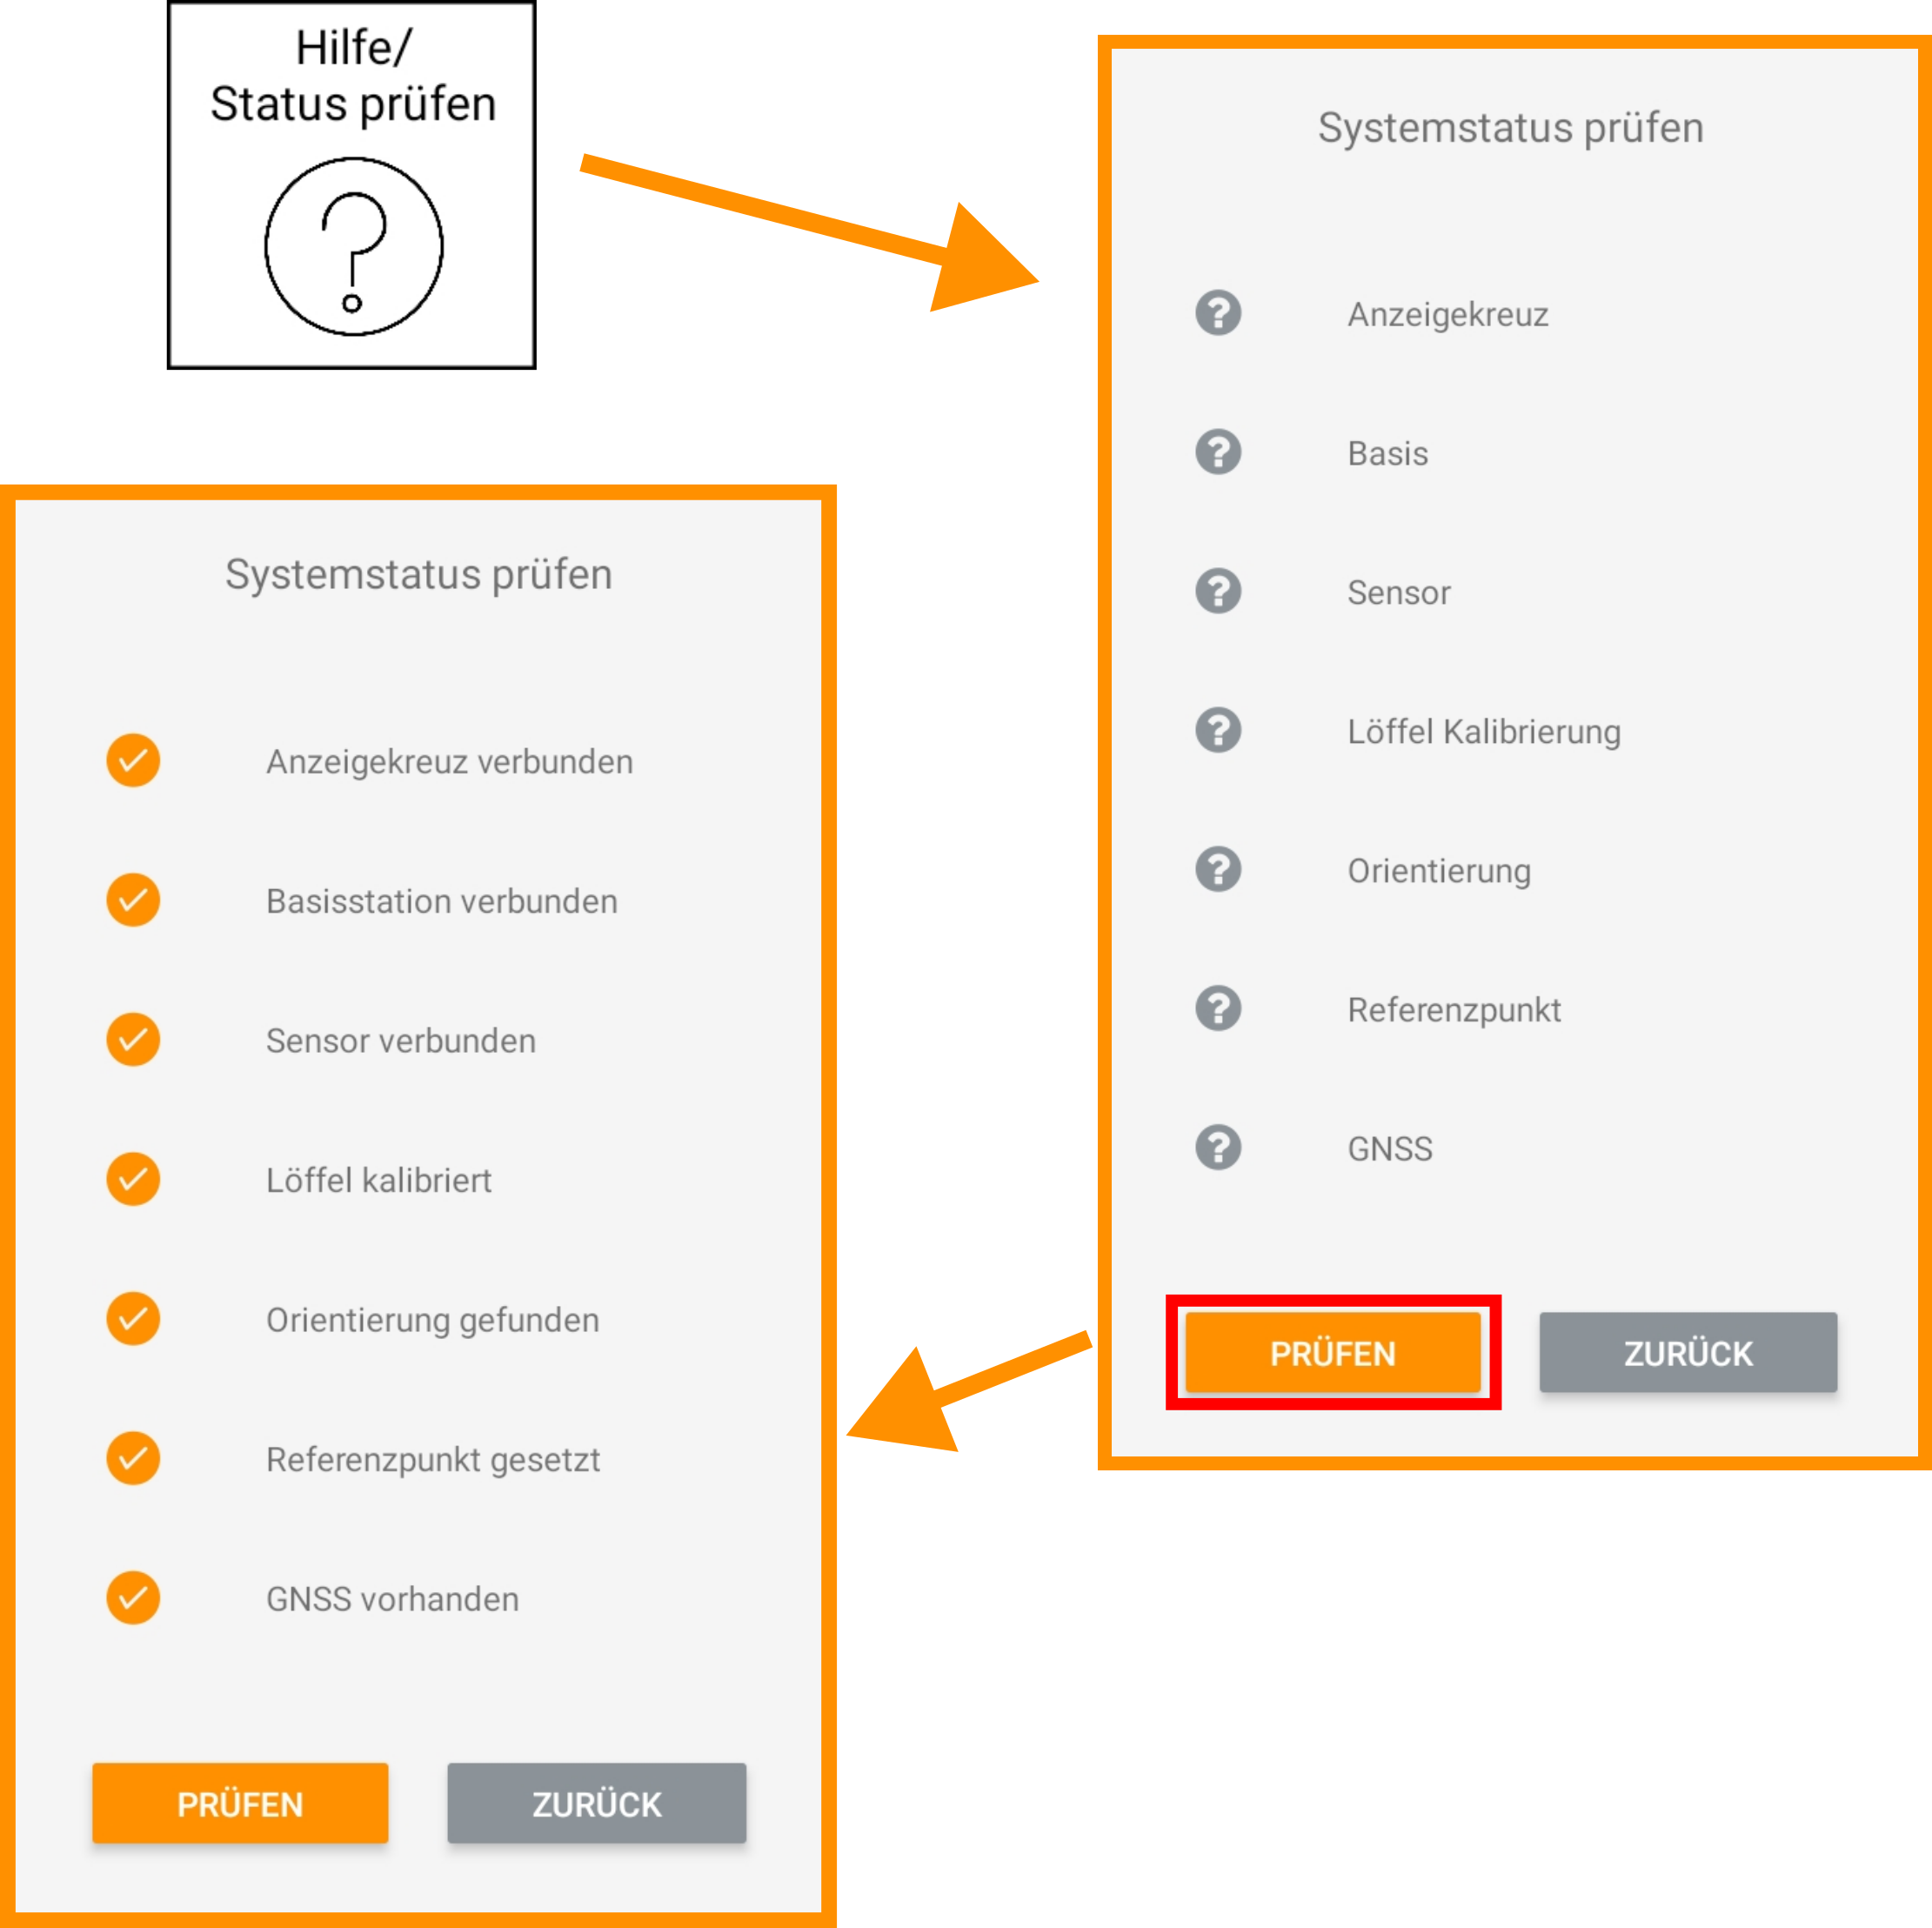 Hilfe/
Status prüfen
Systemstatus prüfen
Anzeigekreuz
Basis
Sensor
Löffel Kalibrierung
Orientierung
Referenzpunkt
GNSS
PRÜFEN
ZURÜCK
Systemstatus prüfen
Anzeigekreuz verbunden
Basisstation verbunden
Sensor verbunden
Löffel kalibriert
Orientierung gefunden
Referenzpunkt gesetzt
GNSS vorhanden
PRÜFEN
ZURÜCK